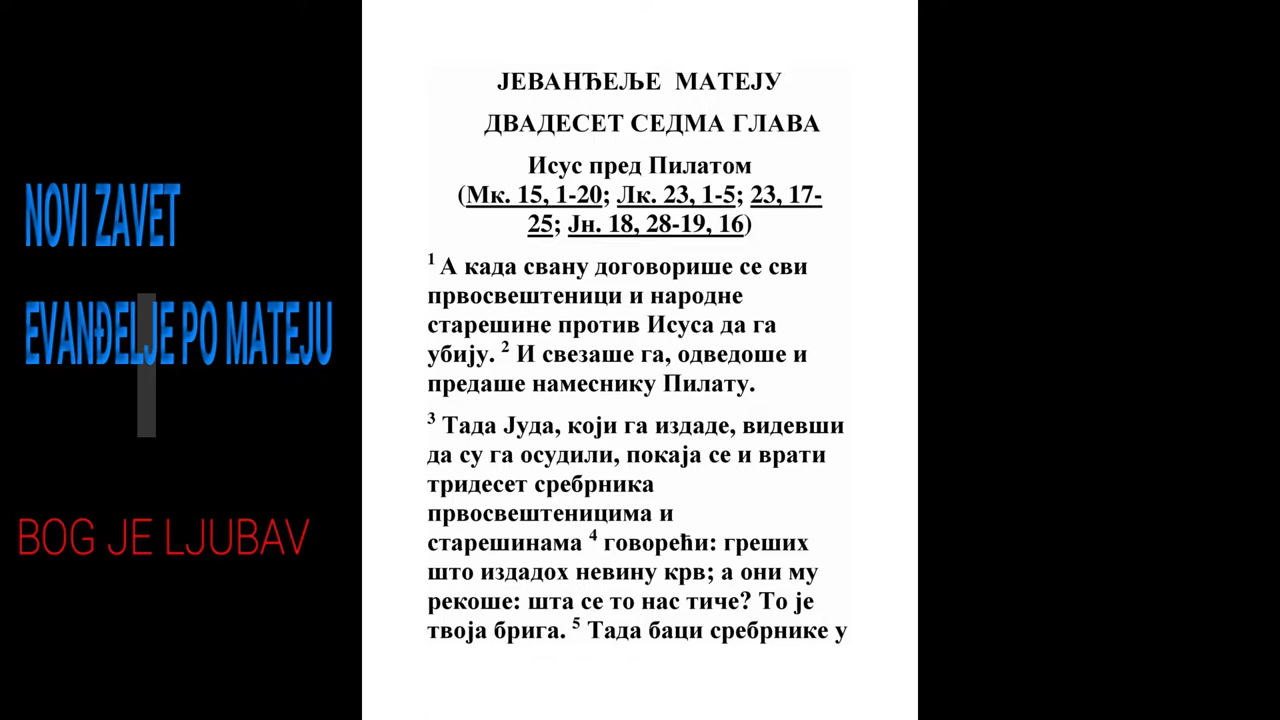 NOVI ZAVET
EVANĐELJE PO MATEJU
BOG JE LJUBAV
ЈЕВАНЂЕЉЕ МАТЕЈУ
ДВАДЕСЕТ СЕДМА ГЛАВА
Исус пред Пилатом
(Мк. 15, 1-20; Лк. 23, 1-5; 23, 17-
25; Јн. 18, 28-19, 16)
1 А када свану договорише се сви
првосвештеници и народне
старешине против Исуса да га
убију. 2 И свезаше га, одведоше и
предаше намеснику Пилату.
3 Тада Јуда, који га издаде, видевши
да су га осудили, покаја се и врати
тридесет сребрника
првосвештеницима и
старешинама 4 говорећи: греших
што издадох невину крв; а они му
рекоше: шта се то нас тиче? То је
твоја брига. 5 Тада баци сребрнике у